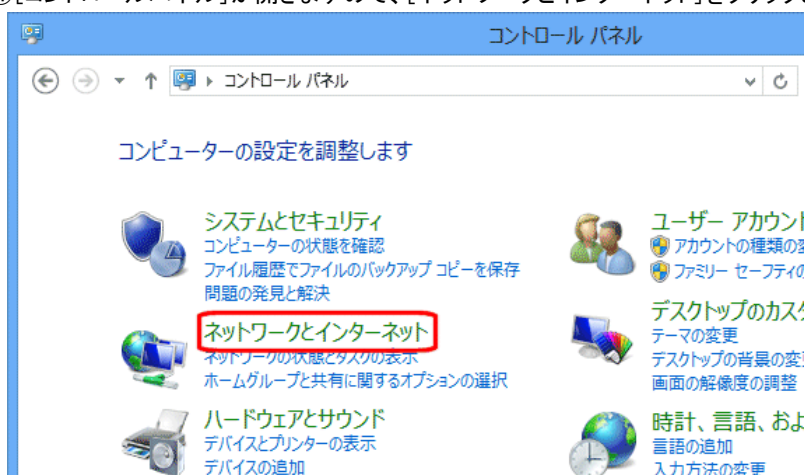 コントロール パネル
コントロール パネル
コンピューターの設定を調整します
システムとセキュリティ
コンピューターの状態を確認
ファイル履歴でファイルのバックアップ コピーを保存
問題の発見と解決
ネットワークとインターネット
ネットワークの状態とタスクの表示
ホームグループと共有に関するオプションの選択
ハードウェアとサウンド
デバイスとプリンターの表示
デバイスの追加
ユーザー アカウント
アカウントの種類の変
ファミリー セーフティの
デスクトップのカスタ
テーマの変更
デスクトップの背景の変更
画面の解像度の調整
時計、言語、およ
言語の追加
入力方法の変更